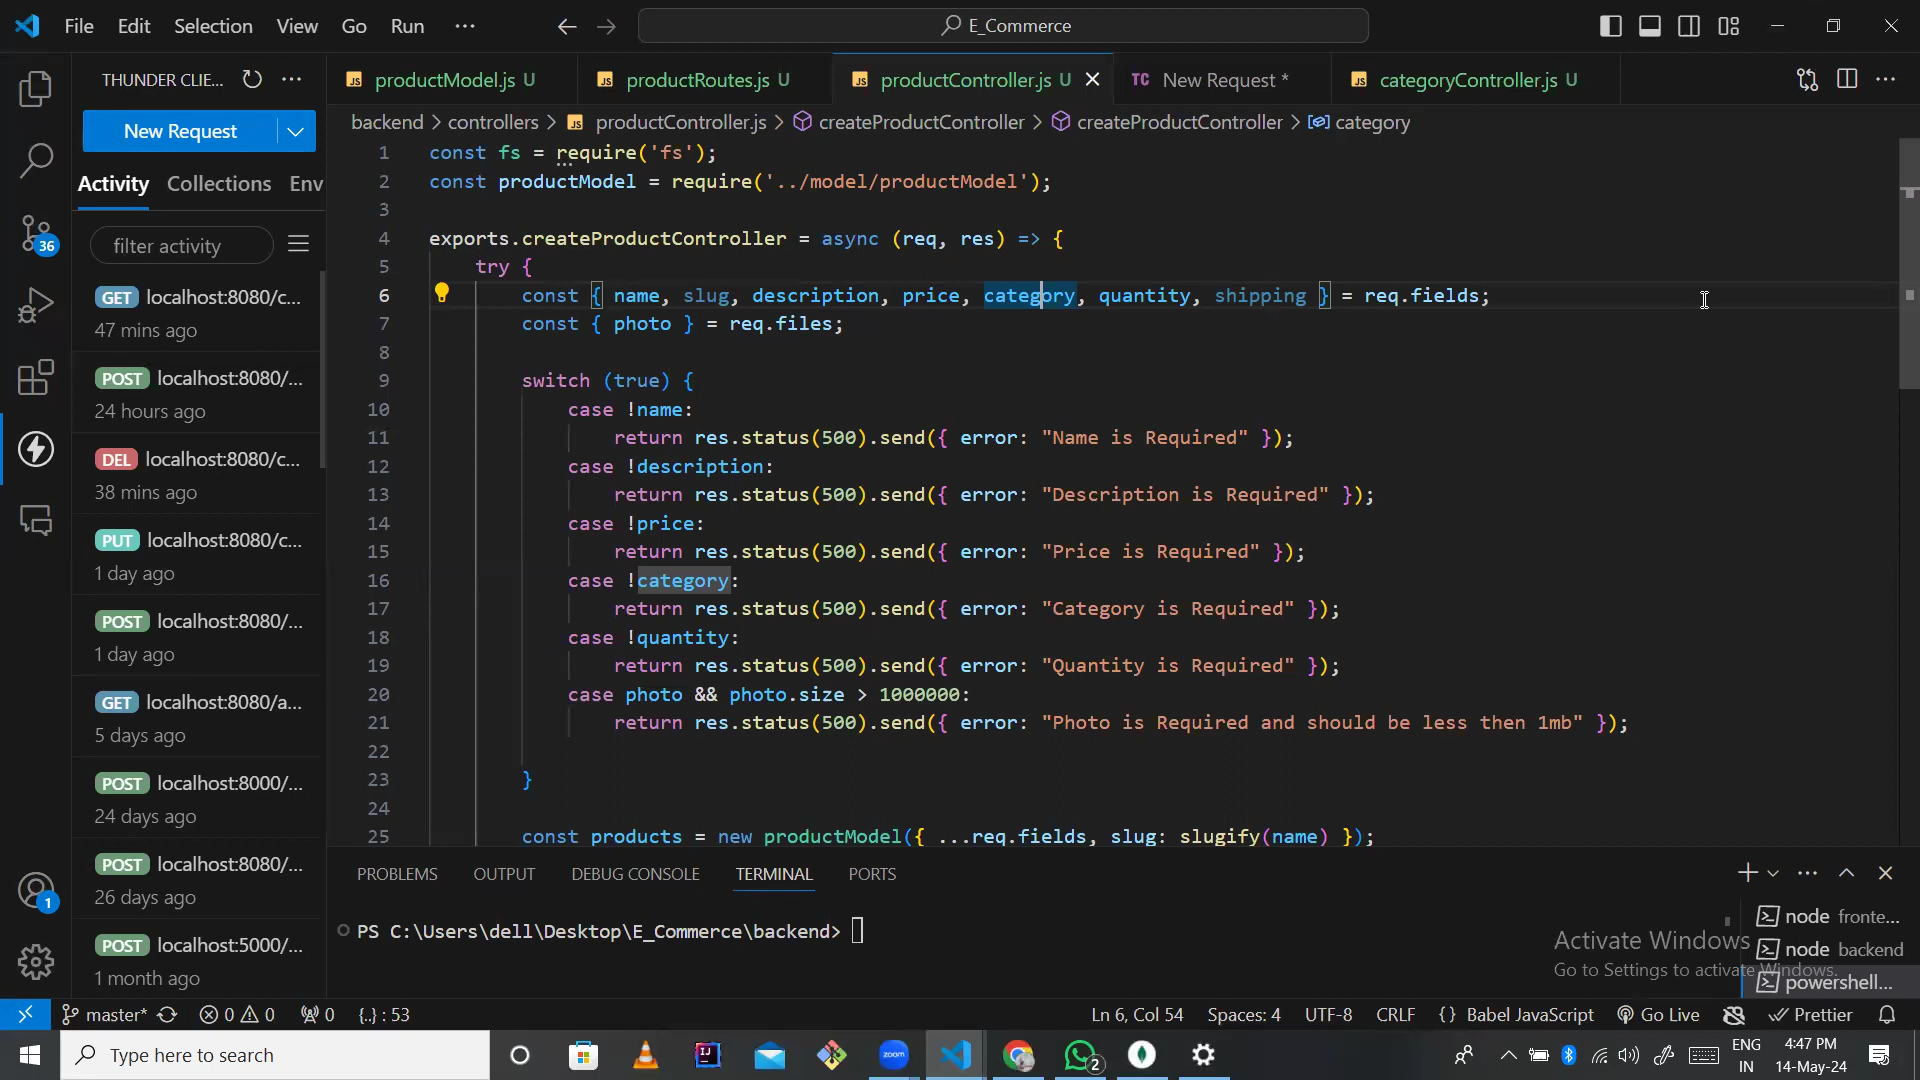 File Edit Selection View Go Run ···
E_Commerce
THUNDER CLIE... ···
productModel.js U
productRoutes.js U
productController.js U
TC New Request *
categoryController.js U
New Request
backend > controllers > productController.js > createProductController > createProductController > category
Activity Collections Env
filter activity
GET localhost:8080/c...
47 mins ago
POST localhost:8080/...
24 hours ago
DEL localhost:8080/c...
38 mins ago
PUT localhost:8080/c...
1 day ago
POST localhost:8080/...
1 day ago
GET localhost:8080/a...
5 days ago
POST localhost:8000/...
24 days ago
POST localhost:8080/...
26 days ago
POST localhost:5000/...
1 month ago
36
1
1 const fs = require('fs');
2 const productModel = require('../model/productModel');
3
4 exports.createProductController = async (req, res) => {
5 try {
6 const { name, slug, description, price, category, quantity, shipping } = req.fields;
7 const { photo } = req.files;
8
9 switch (true) {
10 case !name:
11 return res.status(500).send({ error: "Name is Required" });
12 case !description:
13 return res.status(500).send({ error: "Description is Required" });
14 case !price:
15 return res.status(500).send({ error: "Price is Required" });
16 case !category:
17 return res.status(500).send({ error: "Category is Required" });
18 case !quantity:
19 return res.status(500).send({ error: "Quantity is Required" });
20 case photo && photo.size > 1000000:
21 return res.status(500).send({ error: "Photo is Required and should be less then 1mb" });
22
23 }
24
25 const products = new productModel({ ...req.fields, slug: slugify(name) });
PROBLEMS OUTPUT DEBUG CONSOLE TERMINAL PORTS
PS C:\Users\dell\Desktop\E_Commerce\backend>
node fronte...
node backend
powershell...
Activate Windows
Go to Settings to activate Windows.
master* 0 0 0 {..} : 53
Ln 6, Col 54 Spaces: 4 UTF-8 CRLF {} Babel JavaScript Go Live Prettier
Type here to search
zoom
2
ENG
IN
4:47 PM
14-May-24